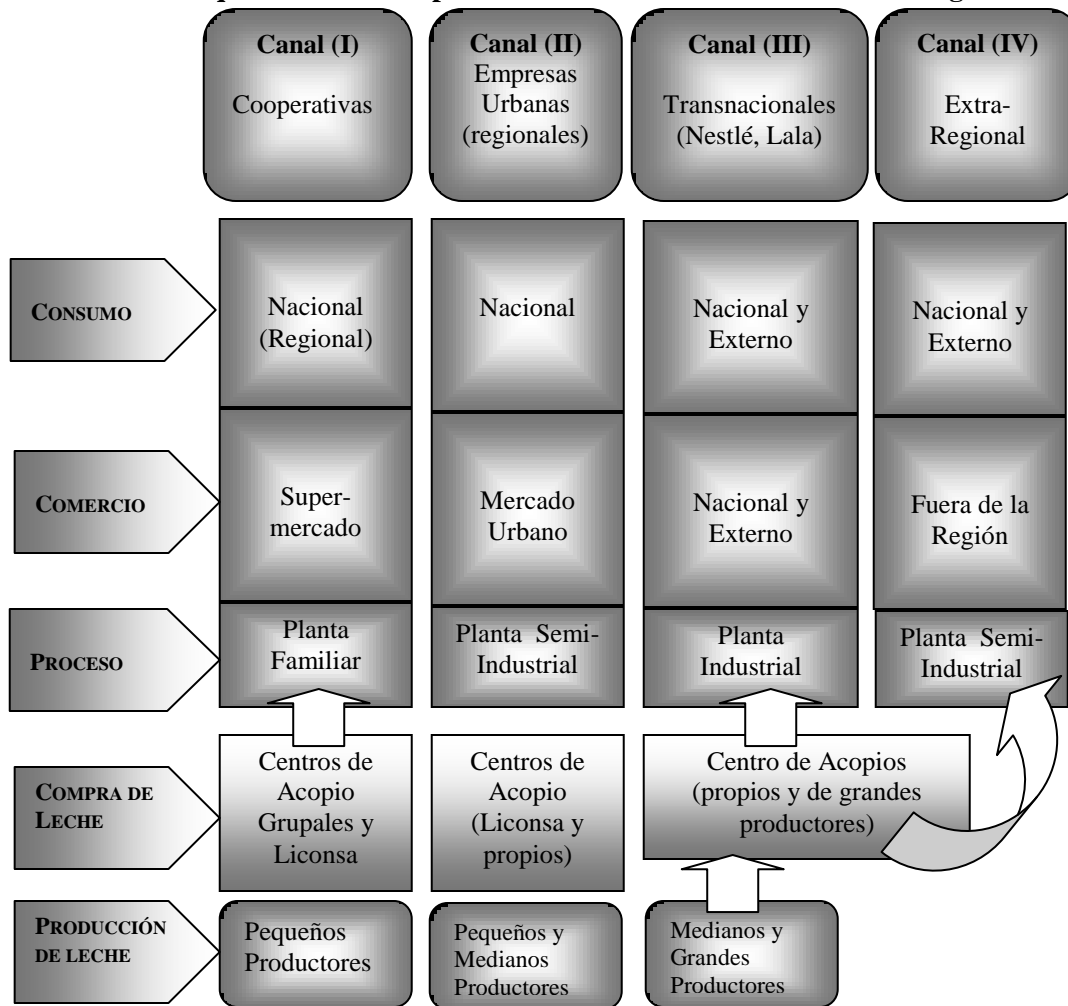 Canal (I)
Cooperativas
Canal (II)
Empresas
Urbanas
(regionales)
Canal (III)
Transnacionales
(Nestlé, Lala)
Canal (IV)
Extra-
Regional
CONSUMO
Nacional
(Regional)
Nacional
Nacional y
Externo
Nacional y
Externo
COMERCIO
Super-
mercado
Mercado
Urbano
Nacional y
Externo
Fuera de la
Región
PROCESO
Planta
Familiar
Planta Semi-
Industrial
Planta
Industrial
Planta Semi-
Industrial
COMPRA DE
LECHE
Centros de
Acopio
Grupales y
Liconsa
Centros de
Acopio
(Liconsa y
propios)
Centro de Acopios
(propios y de grandes
productores)
PRODUCCIÓN
DE LECHE
Pequeños
Productores
Pequeños y
Medianos
Productores
Medianos y
Grandes
Productores